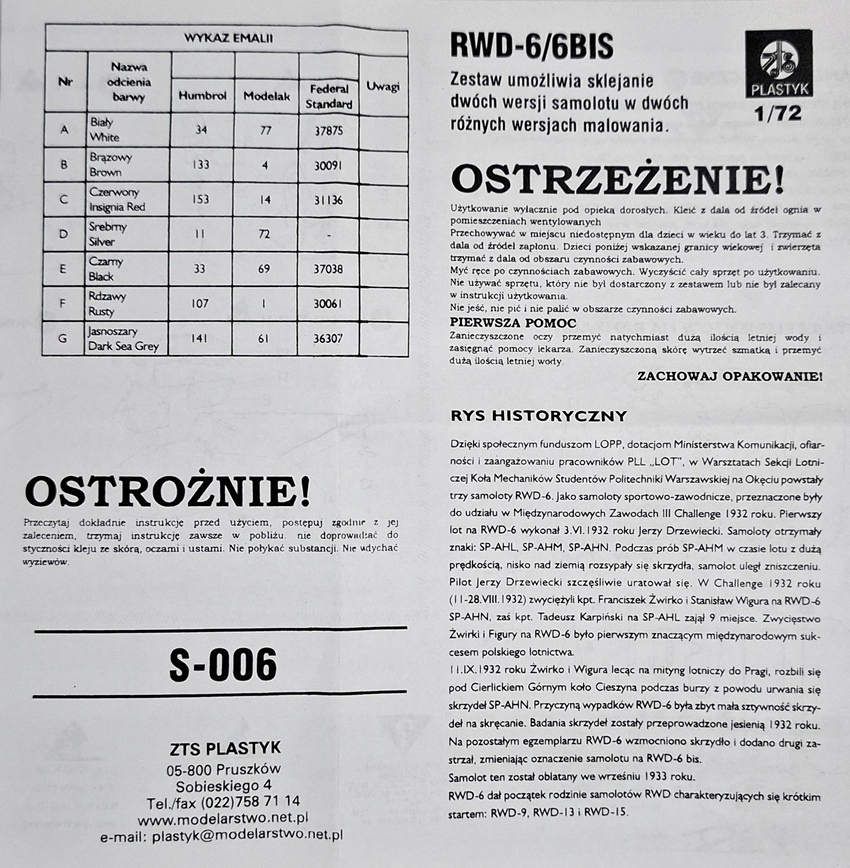 WYKAZ EMALII
Nr Nazwa odcienia barwy Humbrol Modelak Federal Standard Uwagi
A Biały White 34 77 37875
B Brązowy Brown 133 4 30091
C Czerwony Insignia Red 153 14 31136
D Srebrny Silver 11 72 -
E Czarny Black 33 69 37038
F Rdzawy Rusty 107 1 30061
G Jasnoszary Dark Sea Grey 141 61 36307
OSTROŻNIE!
Przeczytaj dokładnie instrukcję przed użyciem, postępuj zgodnie z jej
zaleceniem, trzymaj instrukcję zawsze w pobliżu. nie doprowadzać do
styczności kleju ze skórą, oczami i ustami. Nie połykać substancji. Nie wdychać
wyziewów.
S-006
ZTS PLASTYK
05-800 Pruszków
Sobieskiego 4
Tel./fax (022)758 71 14
www.modelarstwo.net.pl
e-mail: plastyk@modelarstwo.net.pl
RWD-6/6BIS
Zestaw umożliwia sklejanie
dwóch wersji samolotu w dwóch
różnych wersjach malowania.
ZTS
PLASTYK
1/72
OSTRZEŻENIE!
Użytkowanie wyłącznie pod opieką dorosłych. Kleić z dala od źródeł ognia w
pomieszczeniach wentylowanych
Przechowywać w miejscu niedostępnym dla dzieci w wieku do lat 3. Trzymać z
dala od źródeł zapłonu. Dzieci poniżej wskazanej granicy wiekowej i zwierzęta
trzymać z dala od obszaru czynności zabawowych.
Myć ręce po czynnościach zabawowych. Wyczyścić cały sprzęt po użytkowaniu.
Nie używać sprzętu, który nie był dostarczony z zestawem lub nie był zalecany
w instrukcji użytkowania.
Nie jeść, nie pić i nie palić w obszarze czynności zabawowych.
PIERWSZA POMOC
Zanieczyszczone oczy przemyć natychmiast dużą ilością letniej wody i
zasięgnąć pomocy lekarza. Zanieczyszczoną skórę wytrzeć szmatką i przemyć
dużą ilością letniej wody.
ZACHOWAJ OPAKOWANIE!
RYS HISTORYCZNY
Dzięki społecznym funduszom LOPP, dotacjom Ministerstwa Komunikacji, ofiar-
ności i zaangażowaniu pracowników PLL „LOT", w Warsztatach Sekcji Lotni-
czej Koła Mechaników Studentów Politechniki Warszawskiej na Okęciu powstały
trzy samoloty RWD-6. Jako samoloty sportowo-zawodnicze, przeznaczone były
do udziału w Międzynarodowych Zawodach III Challenge 1932 roku. Pierwszy
lot na RWD-6 wykonał 3.VI.1932 roku Jerzy Drzewiecki. Samoloty otrzymały
znaki: SP-AHL, SP-AHM, SP-AHN. Podczas prób SP-AHM w czasie lotu z dużą
prędkością, nisko nad ziemią rozsypały się skrzydła, samolot uległ zniszczeniu.
Pilot Jerzy Drzewiecki szczęśliwie uratował się. W Challenge 1932 roku
(11-28.VIII.1932) zwyciężyli kpt. Franciszek Żwirko i Stanisław Wigura na RWD-6
SP-AHN, zaś kpt. Tadeusz Karpiński na SP-AHL zajął 9 miejsce. Zwycięstwo
Żwirki i Figury na RWD-6 było pierwszym znaczącym międzynarodowym suk-
cesem polskiego lotnictwa.
11.IX.1932 roku Żwirko i Wigura lecąc na mityng lotniczy do Pragi, rozbili się
pod Cierlickiem Górnym koło Cieszyna podczas burzy z powodu urwania się
skrzydeł SP-AHN. Przyczyną wypadków RWD-6 była zbyt mała sztywność skrzy-
deł na skręcanie. Badania skrzydeł zostały przeprowadzone jesienią 1932 roku.
Na pozostałym egzemplarzu RWD-6 wzmocniono skrzydło i dodano drugi za-
strzał, zmieniając oznaczenie samolotu na RWD-6 bis.
Samolot ten został oblatany we wrześniu 1933 roku.
RWD-6 dał początek rodzinie samolotów RWD charakteryzujących się krótkim
startem: RWD-9, RWD-13 i RWD-15.